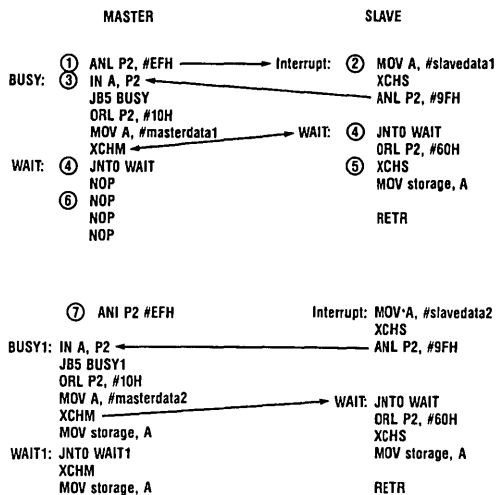 MASTER SLAVE
① ANL P2, #EFH Interrupt: ② MOV A, #slavedata1
BUSY: ③ IN A, P2 XCHS
JB5 BUSY ANL P2, #9FH
ORL P2, #10H
MOV A, #masterdata1 WAIT: ④ JNTO WAIT
XCHM ORL P2, #60H
WAIT: ④ JNTO WAIT ⑤ XCHS
NOP MOV storage, A
⑥ NOP
NOP RETR
NOP
⑦ ANI P2 #EFH Interrupt: MOV•A, #slavedata2
XCHS
BUSY1: IN A, P2 ANL P2, #9FH
JB5 BUSY1
ORL P2, #10H
MOV A, #masterdata2
XCHM WAIT: JNTO WAIT
MOV storage, A ORL P2, #60H
XCHS
WAIT1: JNTO WAIT1 MOV storage, A
XCHM
MOV storage, A RETR